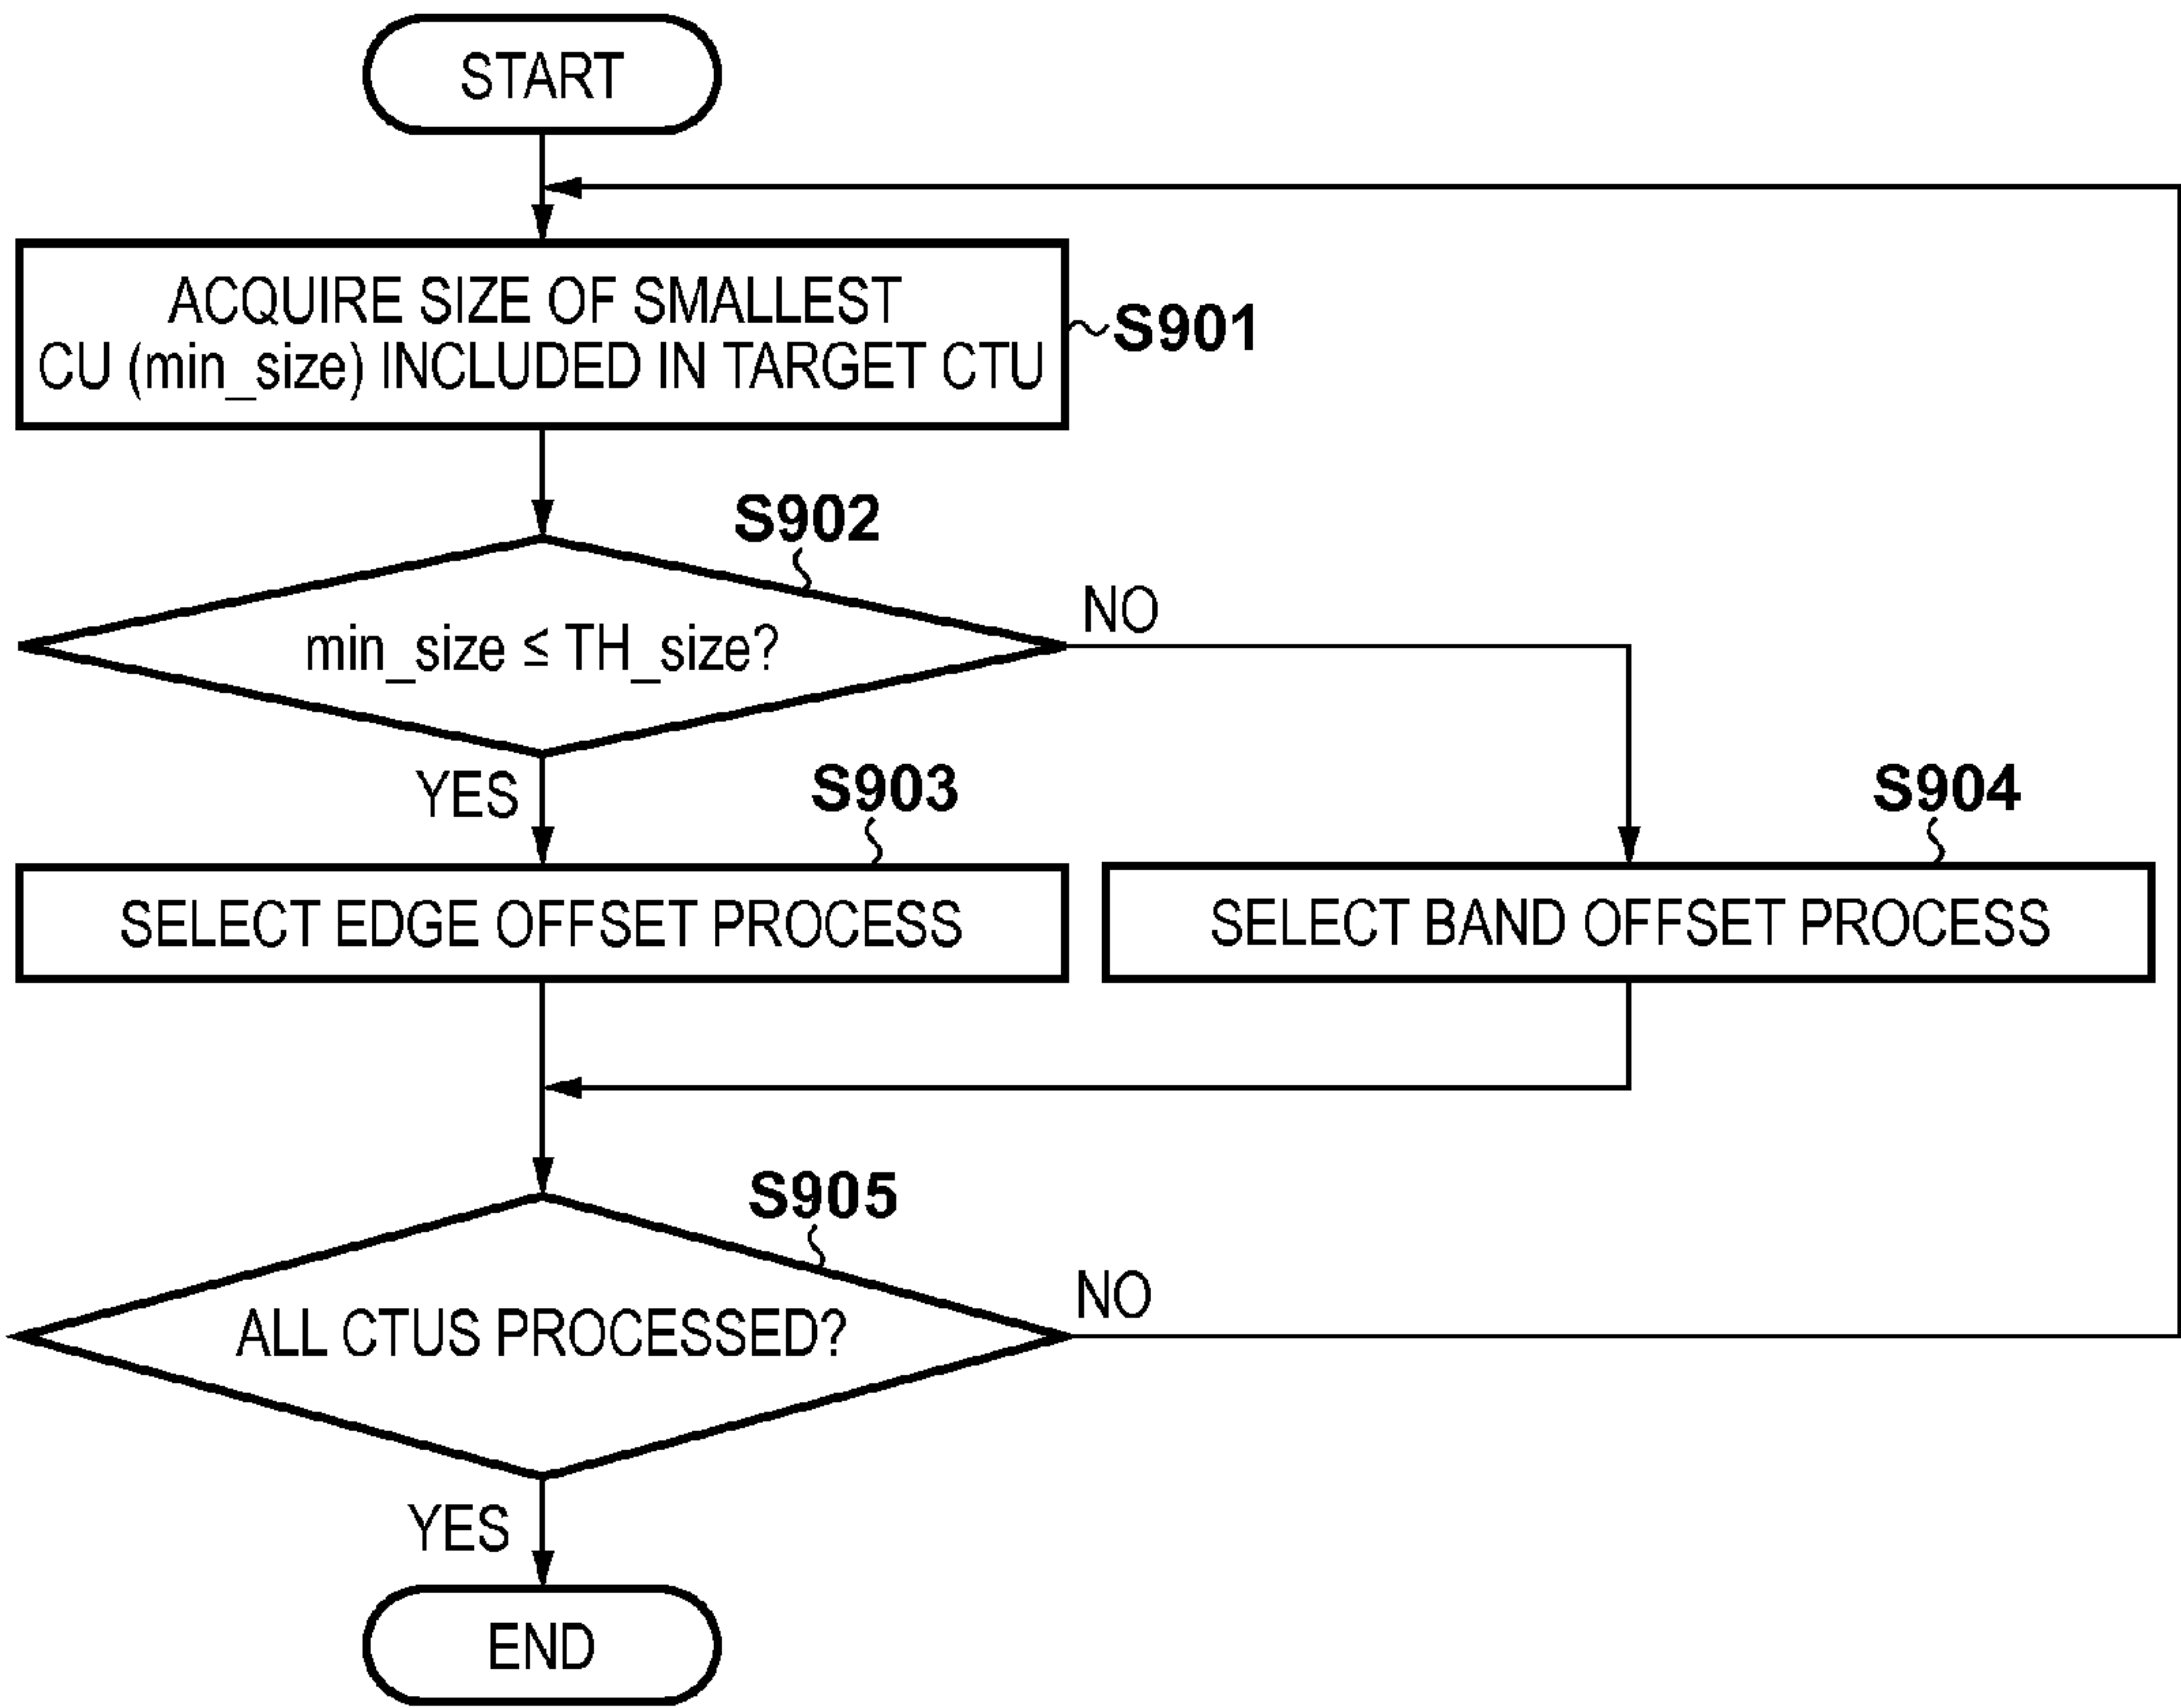 START
ACQUIRE SIZE OF SMALLEST
CU (min_size) INCLUDED IN TARGET CTU
S901
S902
min_size ≤ TH_size?
NO
YES
S903
SELECT EDGE OFFSET PROCESS
S904
SELECT BAND OFFSET PROCESS
S905
ALL CTUS PROCESSED?
NO
YES
END